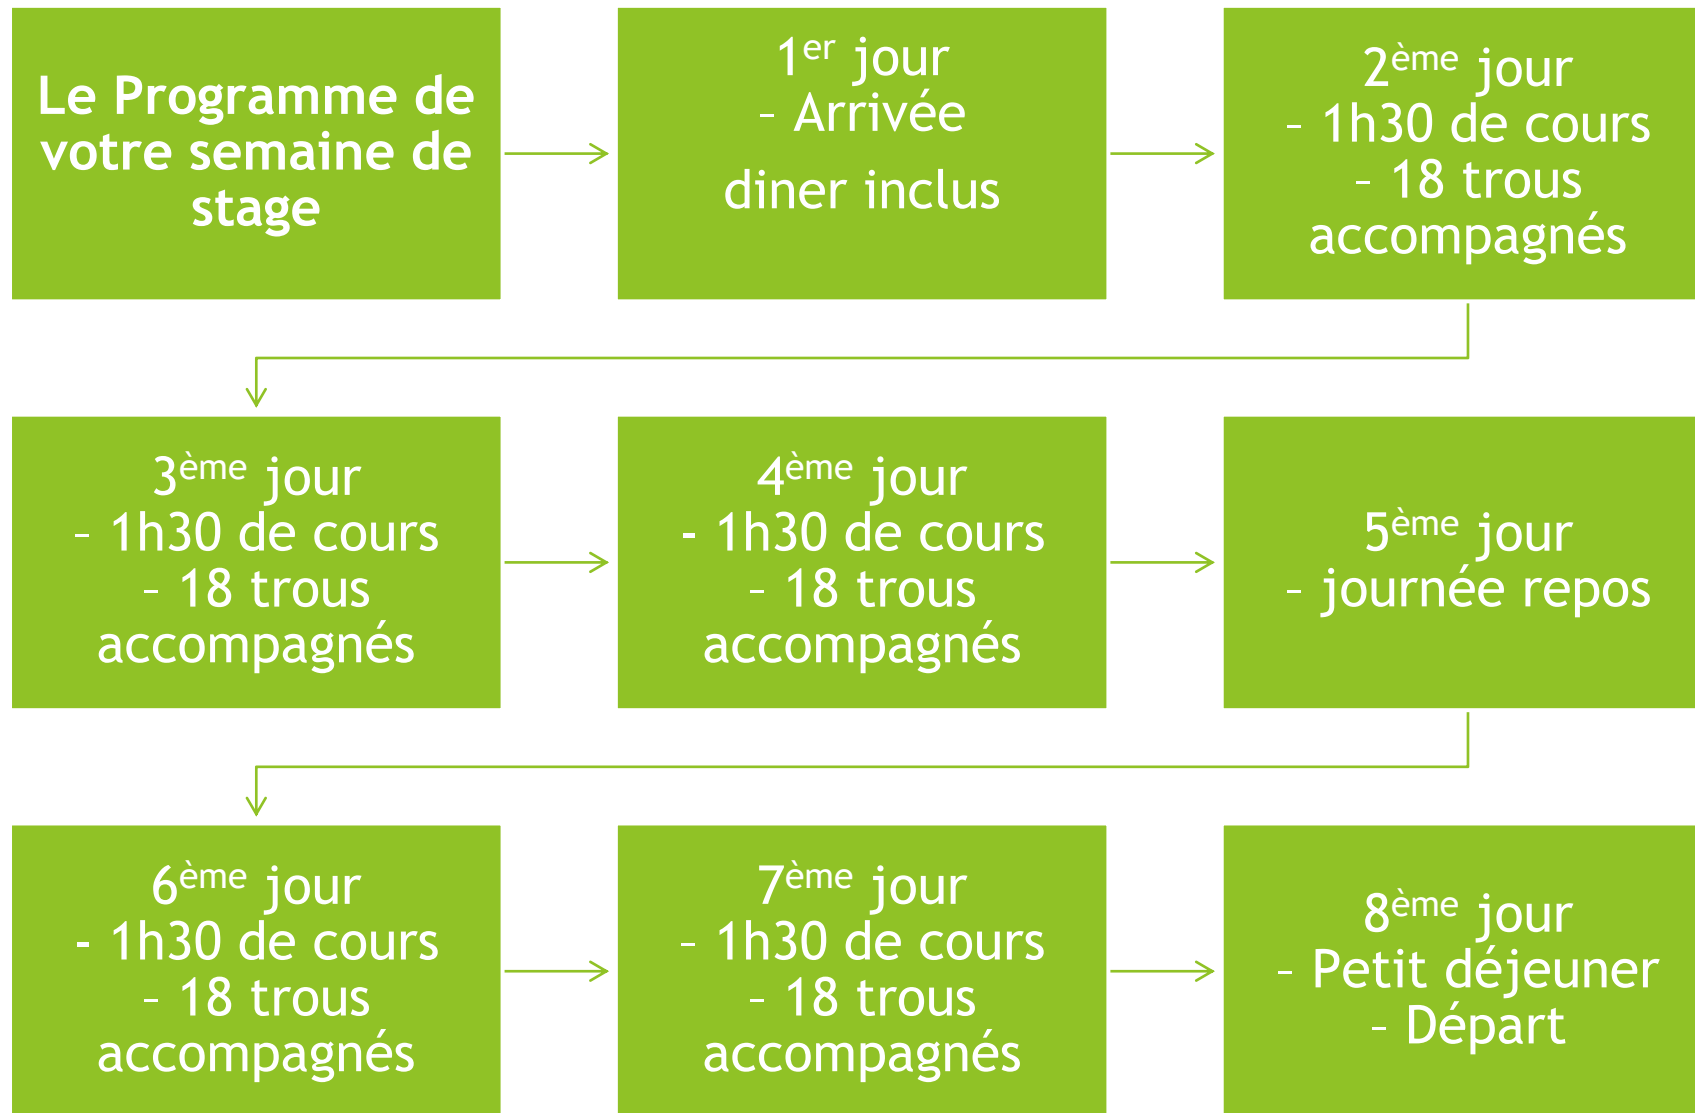 Le Programme de
votre semaine de
stage
1er jour
– Arrivée
diner inclus
2ème jour
– 1h30 de cours
– 18 trous
accompagnés
3ème jour
– 1h30 de cours
– 18 trous
accompagnés
4ème jour
- 1h30 de cours
– 18 trous
accompagnés
5ème jour
– journée repos
6ème jour
- 1h30 de cours
– 18 trous
accompagnés
7ème jour
– 1h30 de cours
– 18 trous
accompagnés
8ème jour
– Petit déjeuner
– Départ